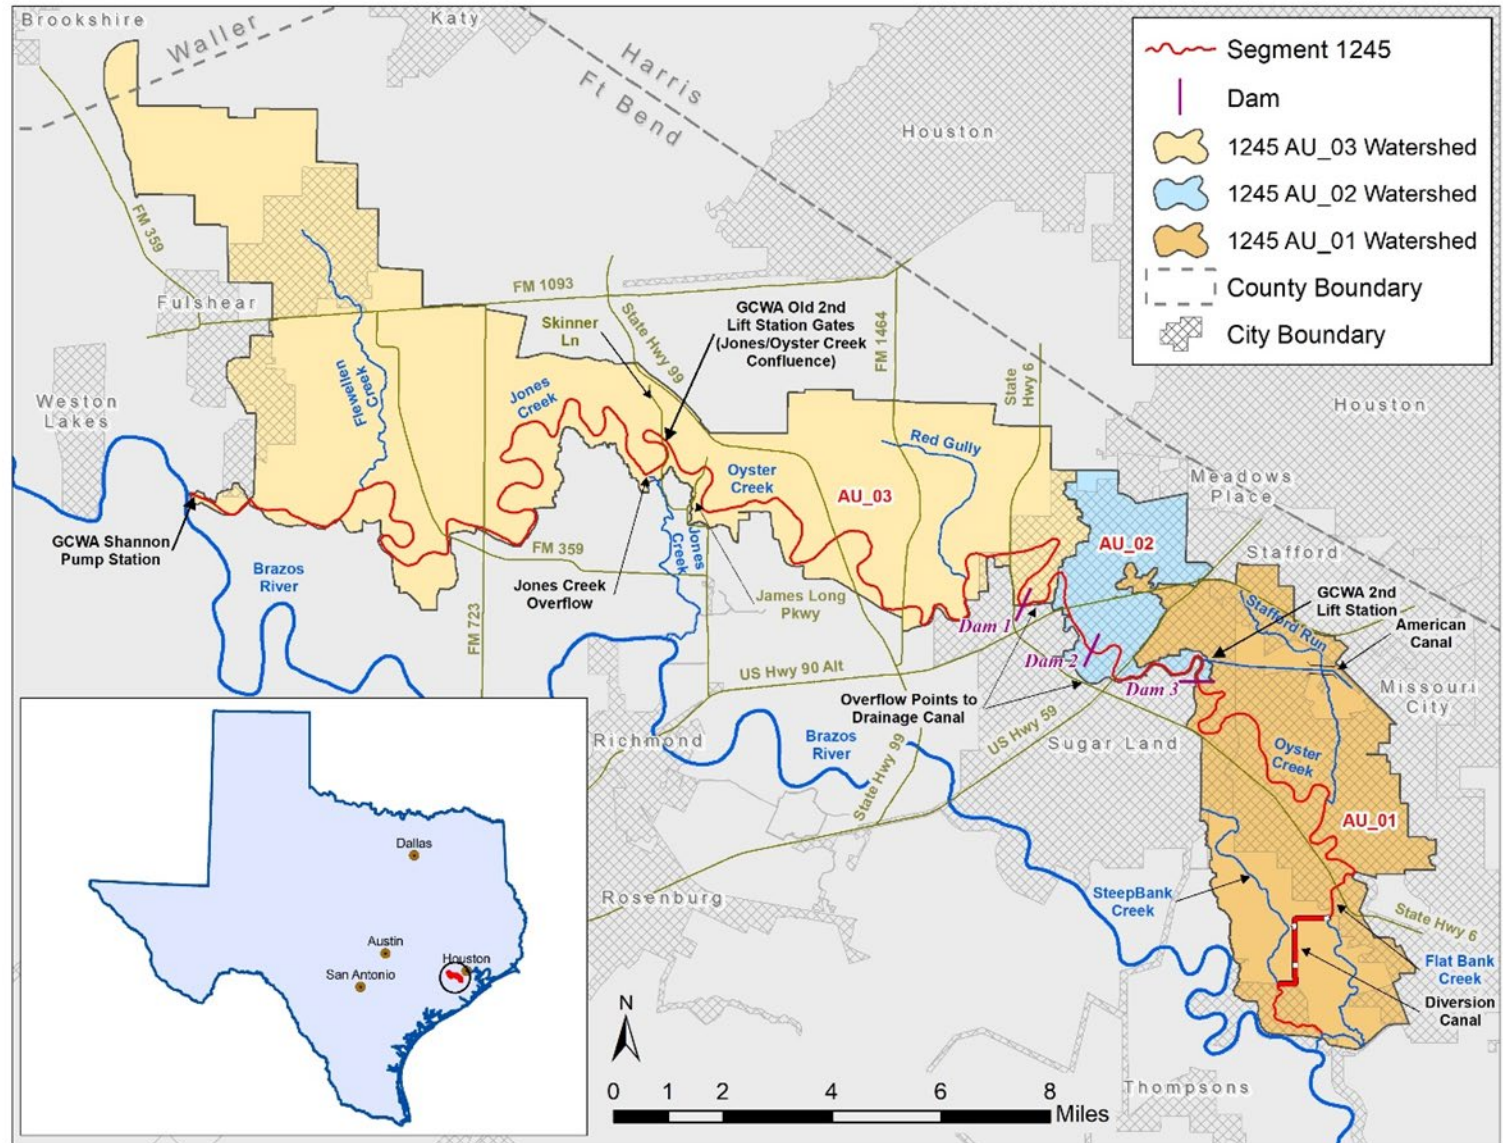 Brookshire
Katy
Waller
Harris
Ft Bend
Houston
Segment 1245
Dam
1245 AU_03 Watershed
1245 AU_02 Watershed
1245 AU_01 Watershed
County Boundary
City Boundary
FM 359
Fulshear
FM 1093
Skinner
Ln
State Hwy 99
GCWA Old 2nd
Lift Station Gates
(Jones/Oyster Creek
Confluence)
FM 1464
State
Hwy 6
Houston
Weston
Lakes
Flewellen
Creek
Jones
Creek
Oyster
Creek
Red Gully
AU_03
Meadows
Place
AU_02
Stafford
GCWA Shannon
Pump Station
Brazos
River
FM 359
Jones Creek
Overflow
Jones
Creek
James Long
Pkwy
FM 723
Dam 1
Dam 2
Dam 3
GCWA 2nd
Lift Station
Stafford Run
American
Canal
US Hwy 90 Alt
Overflow Points to
Drainage Canal
Missouri
City
Richmond
Brazos
River
State Hwy 99
US Hwy 59
Sugar Land
Oyster
Creek
AU_01
Rosenburg
SteepBank
Creek
State Hwy 6
Flat Bank
Creek
Diversion
Canal
Thompsons
Dallas
Austin
San Antonio
Houston
N
0 1 2 4 6 8
Miles